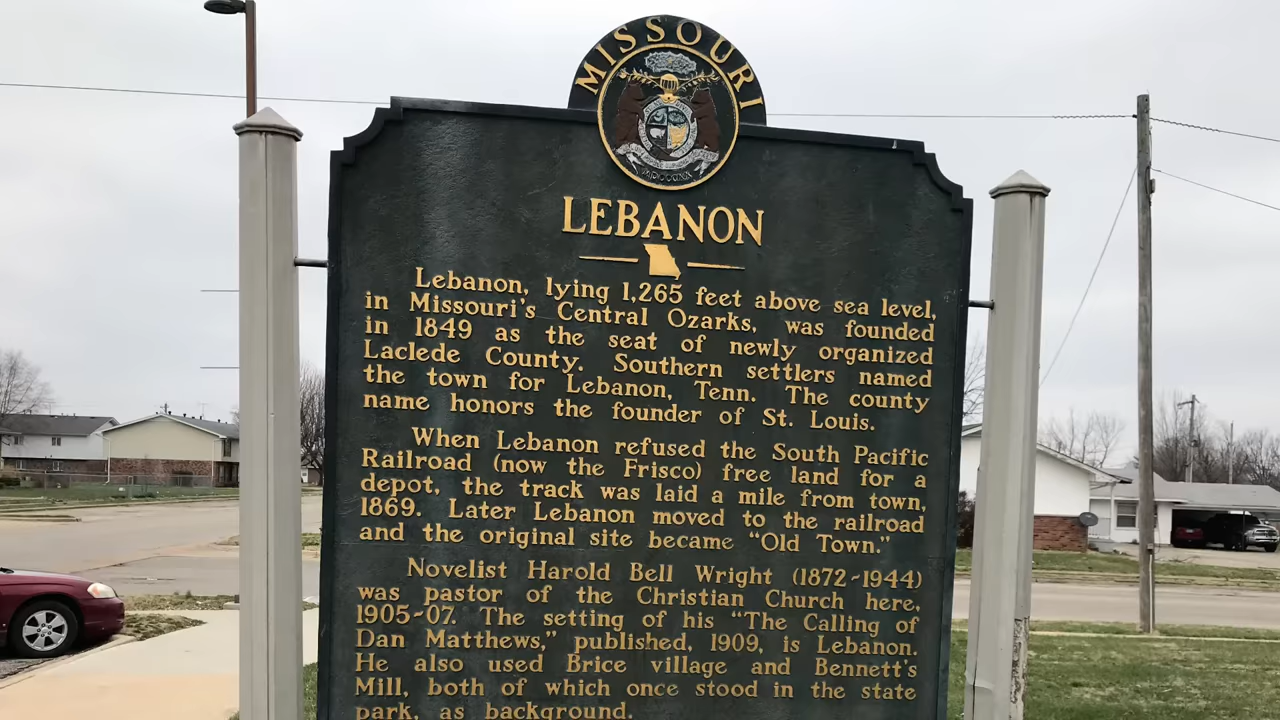 MISSOURI
LEBANON
Lebanon, lying 1,265 feet above sea level,
in Missouri's Central Ozarks, was founded
in 1849 as the seat of newly organized
Laclede County. Southern settlers named
the town for Lebanon, Tenn. The county
name honors the founder of St. Louis.
When Lebanon refused the South Pacific
Railroad (now the Frisco) free land for a
depot, the track was laid a mile from town,
1869. Later Lebanon moved to the railroad
and the original site became "Old Town."
Novelist Harold Bell Wright (1872-1944)
was pastor of the Christian Church here,
1905-07. The setting of his "The Calling of
Dan Matthews," published, 1909, is Lebanon.
He also used Brice village and Bennett's
Mill, both of which once stood in the state
park, as background.